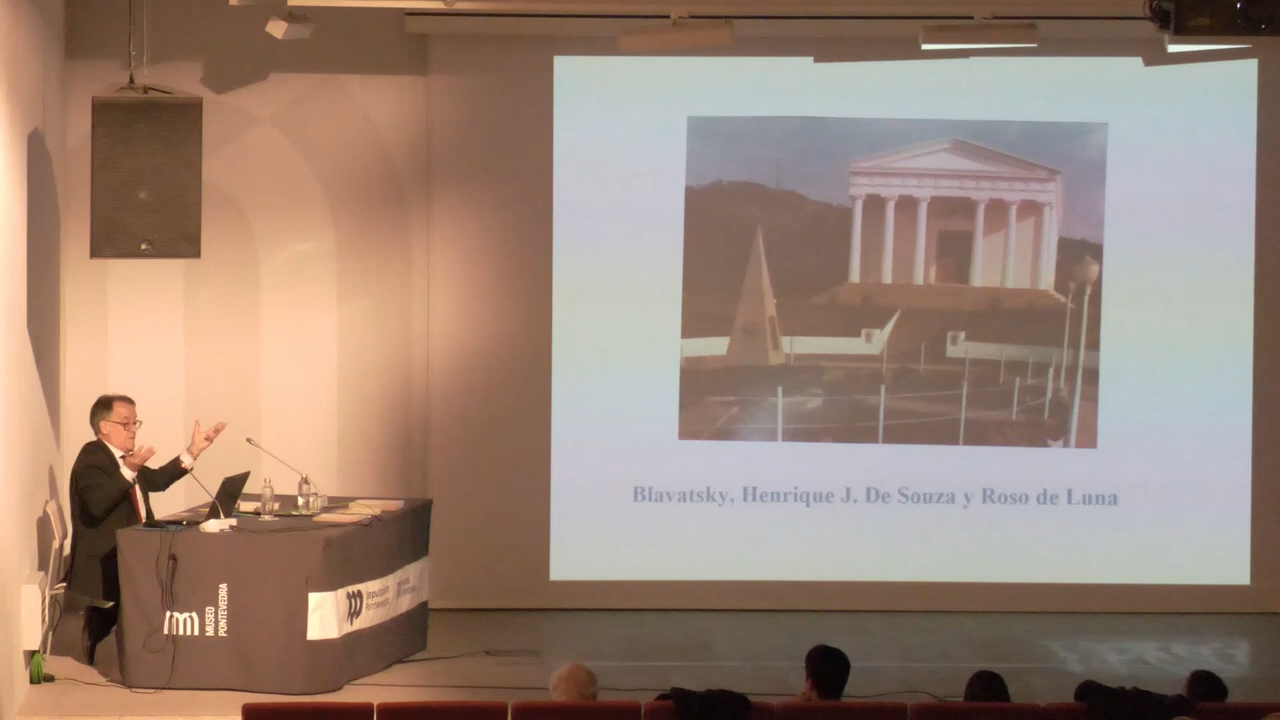 Blavatsky, Henrique J. De Souza y Roso de Luna
MUSEO
PONTEVEDRA